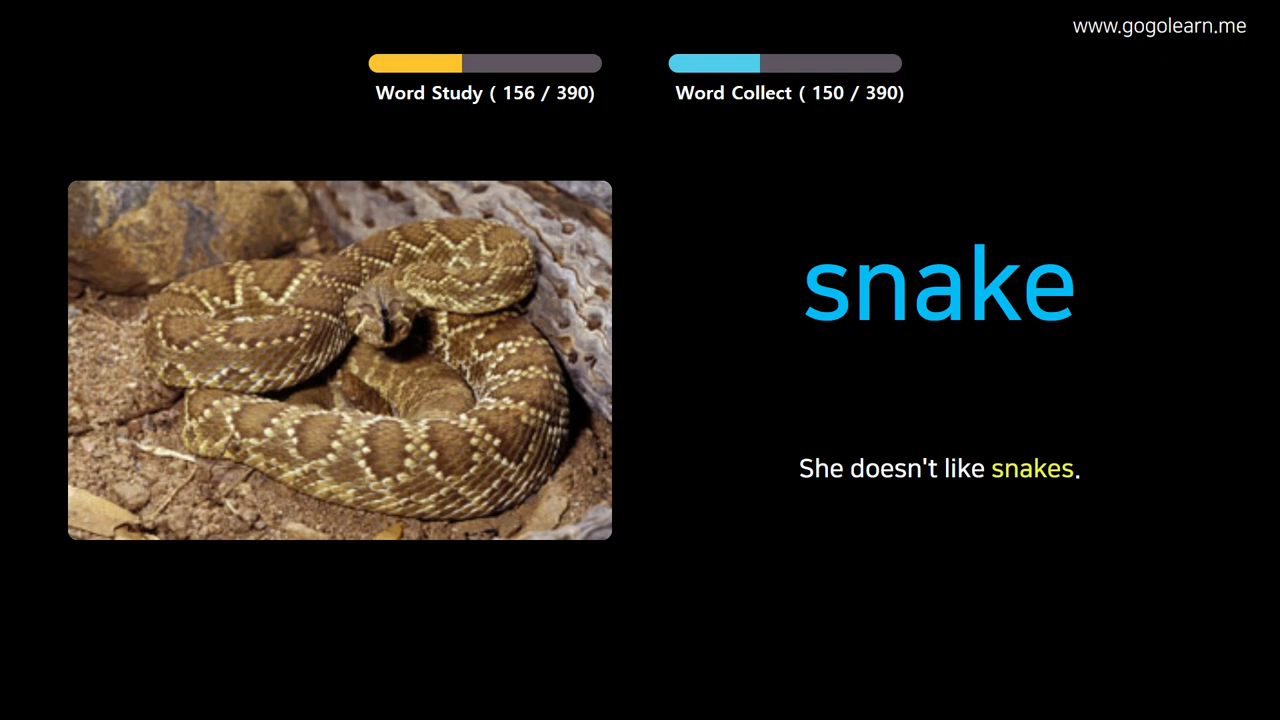 www.gogolearn.me
Word Study ( 156 / 390)
Word Collect ( 150 / 390)
snake
She doesn't like snakes.